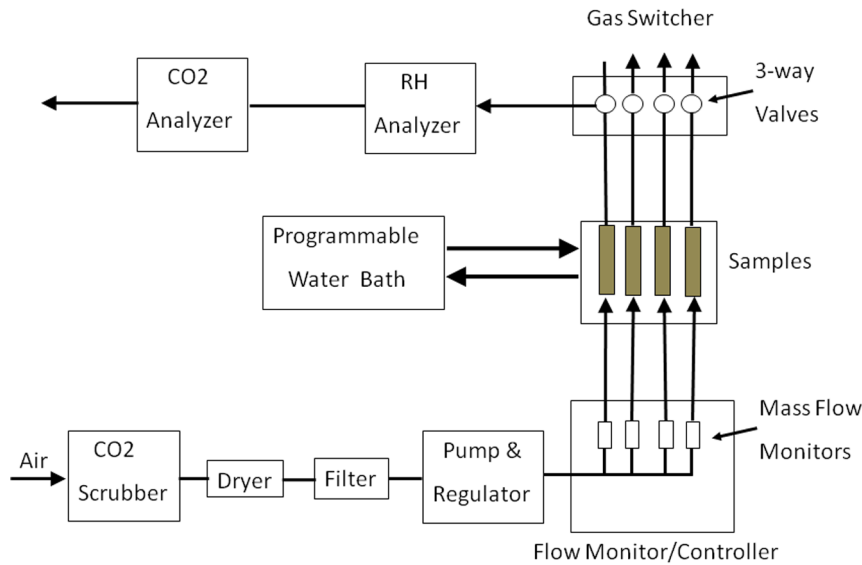 Gas Switcher
3-way
Valves
CO2
Analyzer
RH
Analyzer
Programmable
Water Bath
Samples
Mass Flow
Monitors
Air
CO2
Scrubber
Dryer
Filter
Pump &
Regulator
Flow Monitor/Controller